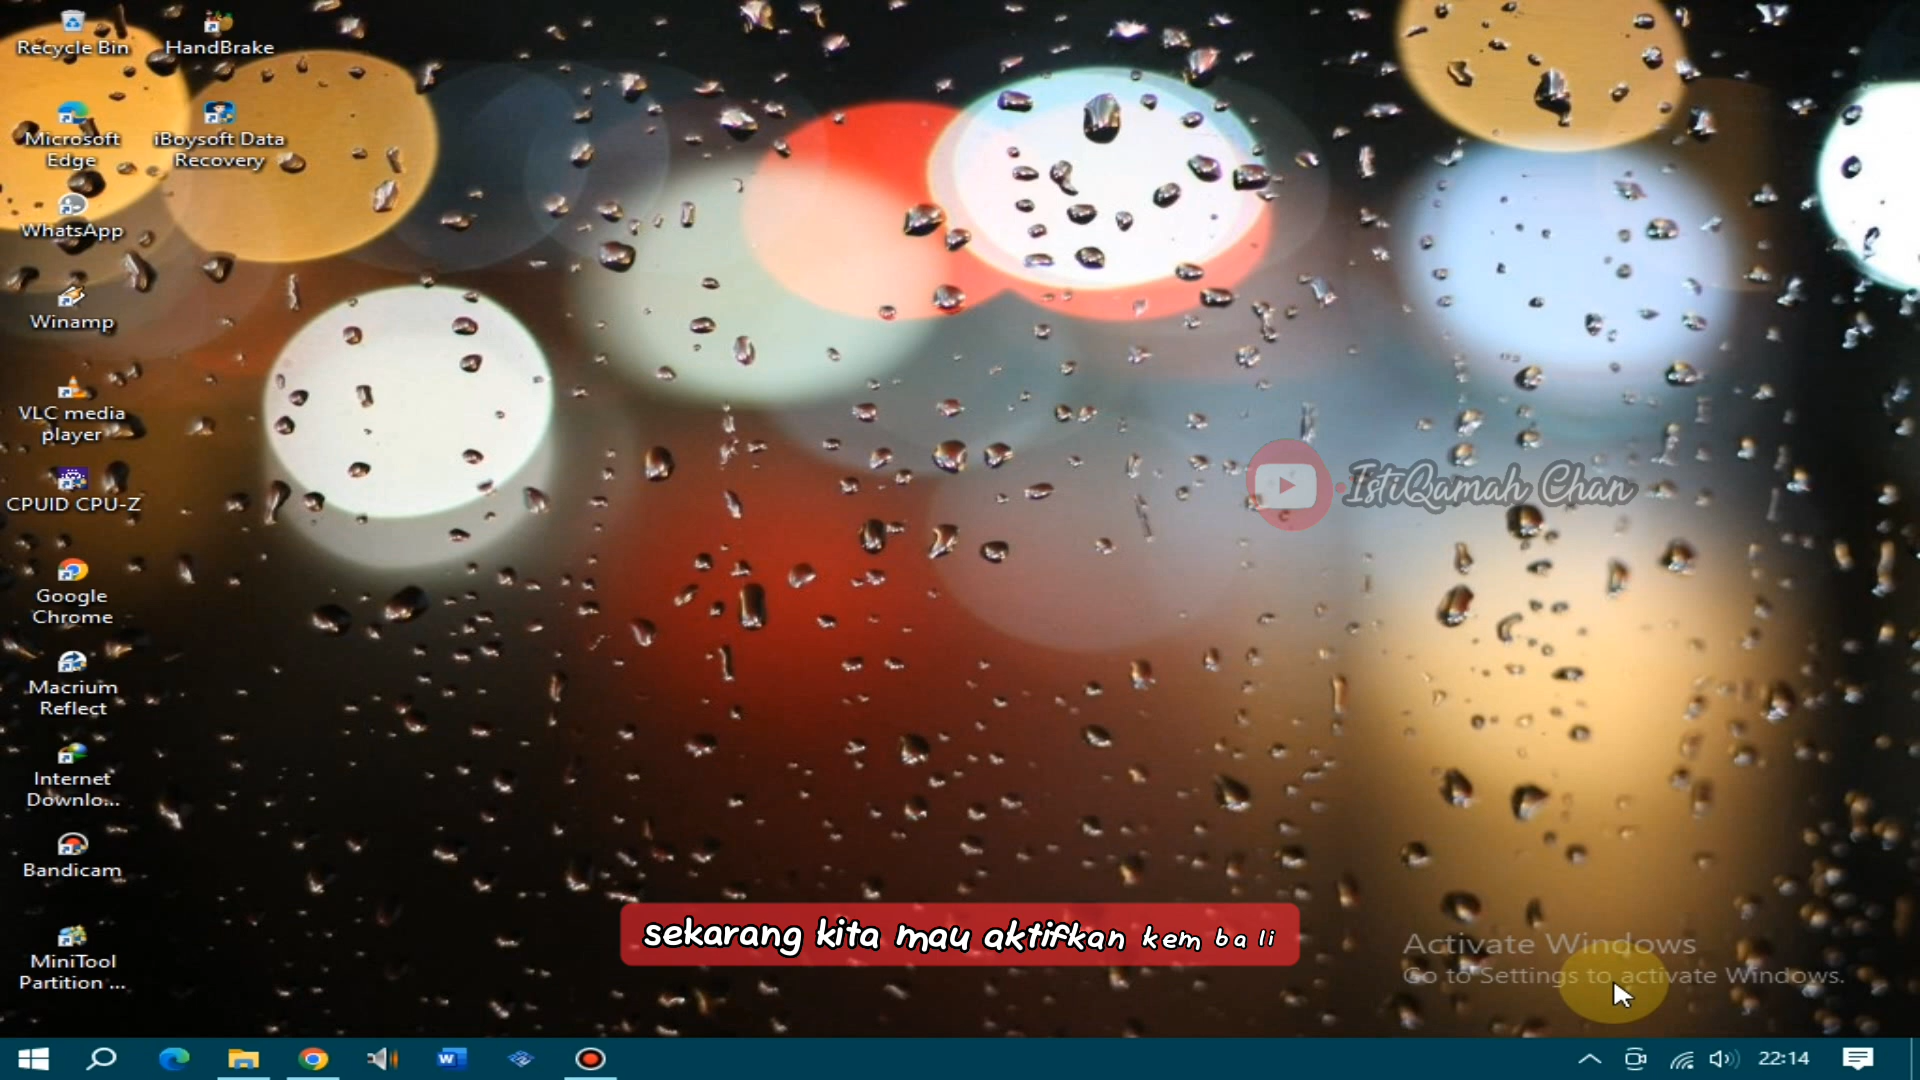 Recycle Bin
HandBrake
Microsoft
Edge
iBoysoft Data
Recovery
WhatsApp
Winamp
VLC media
player
CPUID CPU-Z
Google
Chrome
Macrium
Reflect
Internet
Downlo...
Bandicam
MiniTool
Partition ...
IstiQamah Chan
sekarang kita mau aktifkan kem ba li
Activate Windows
Go to Settings to activate Windows.
22:14